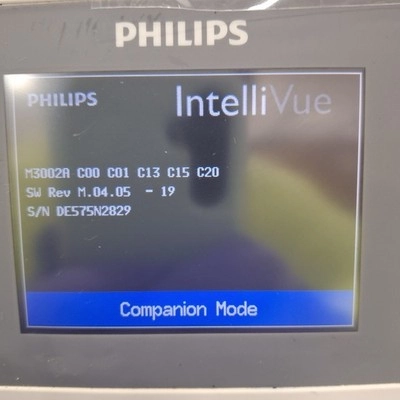 PHILIPS
PHILIPS IntelliVue
M3002A C00 C01 C13 C15 C20
SW Rev M.04.05 - 19
S/N DE575N2829
Companion Mode